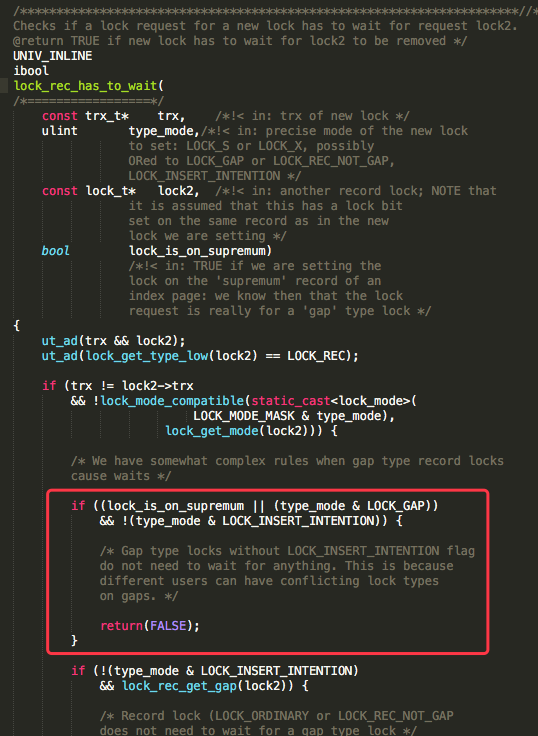 /*********************************************************************//**
Checks if a lock request for a new lock has to wait for request lock2.
@return TRUE if new lock has to wait for lock2 to be removed */
UNIV_INLINE
ibool
lock_rec_has_to_wait(
/*=================*/
const trx_t* trx, /*!< in: trx of new lock */
ulint type_mode,/*!< in: precise mode of the new lock
to set: LOCK_S or LOCK_X, possibly
ORed to LOCK_GAP or LOCK_REC_NOT_GAP,
LOCK_INSERT_INTENTION */
const lock_t* lock2, /*!< in: another record lock; NOTE that
it is assumed that this has a lock bit
set on the same record as in the new
lock we are setting */
bool lock_is_on_supremum)
/*!< in: TRUE if we are setting the
lock on the 'supremum' record of an
index page: we know then that the lock
request is really for a 'gap' type lock */
{
ut_ad(trx && lock2);
ut_ad(lock_get_type_low(lock2) == LOCK_REC);
if (trx != lock2->trx
&& !lock_mode_compatible(static_cast<lock_mode>(
LOCK_MODE_MASK & type_mode),
lock_get_mode(lock2))) {
/* We have somewhat complex rules when gap type record locks
cause waits */
if ((lock_is_on_supremum || (type_mode & LOCK_GAP))
&& !(type_mode & LOCK_INSERT_INTENTION)) {
/* Gap type locks without LOCK_INSERT_INTENTION flag
do not need to wait for anything. This is because
different users can have conflicting lock types
on gaps. */
return(FALSE);
}
if (!(type_mode & LOCK_INSERT_INTENTION)
&& lock_rec_get_gap(lock2)) {
/* Record lock (LOCK_ORDINARY or LOCK_REC_NOT_GAP
does not need to wait for a gap type lock */